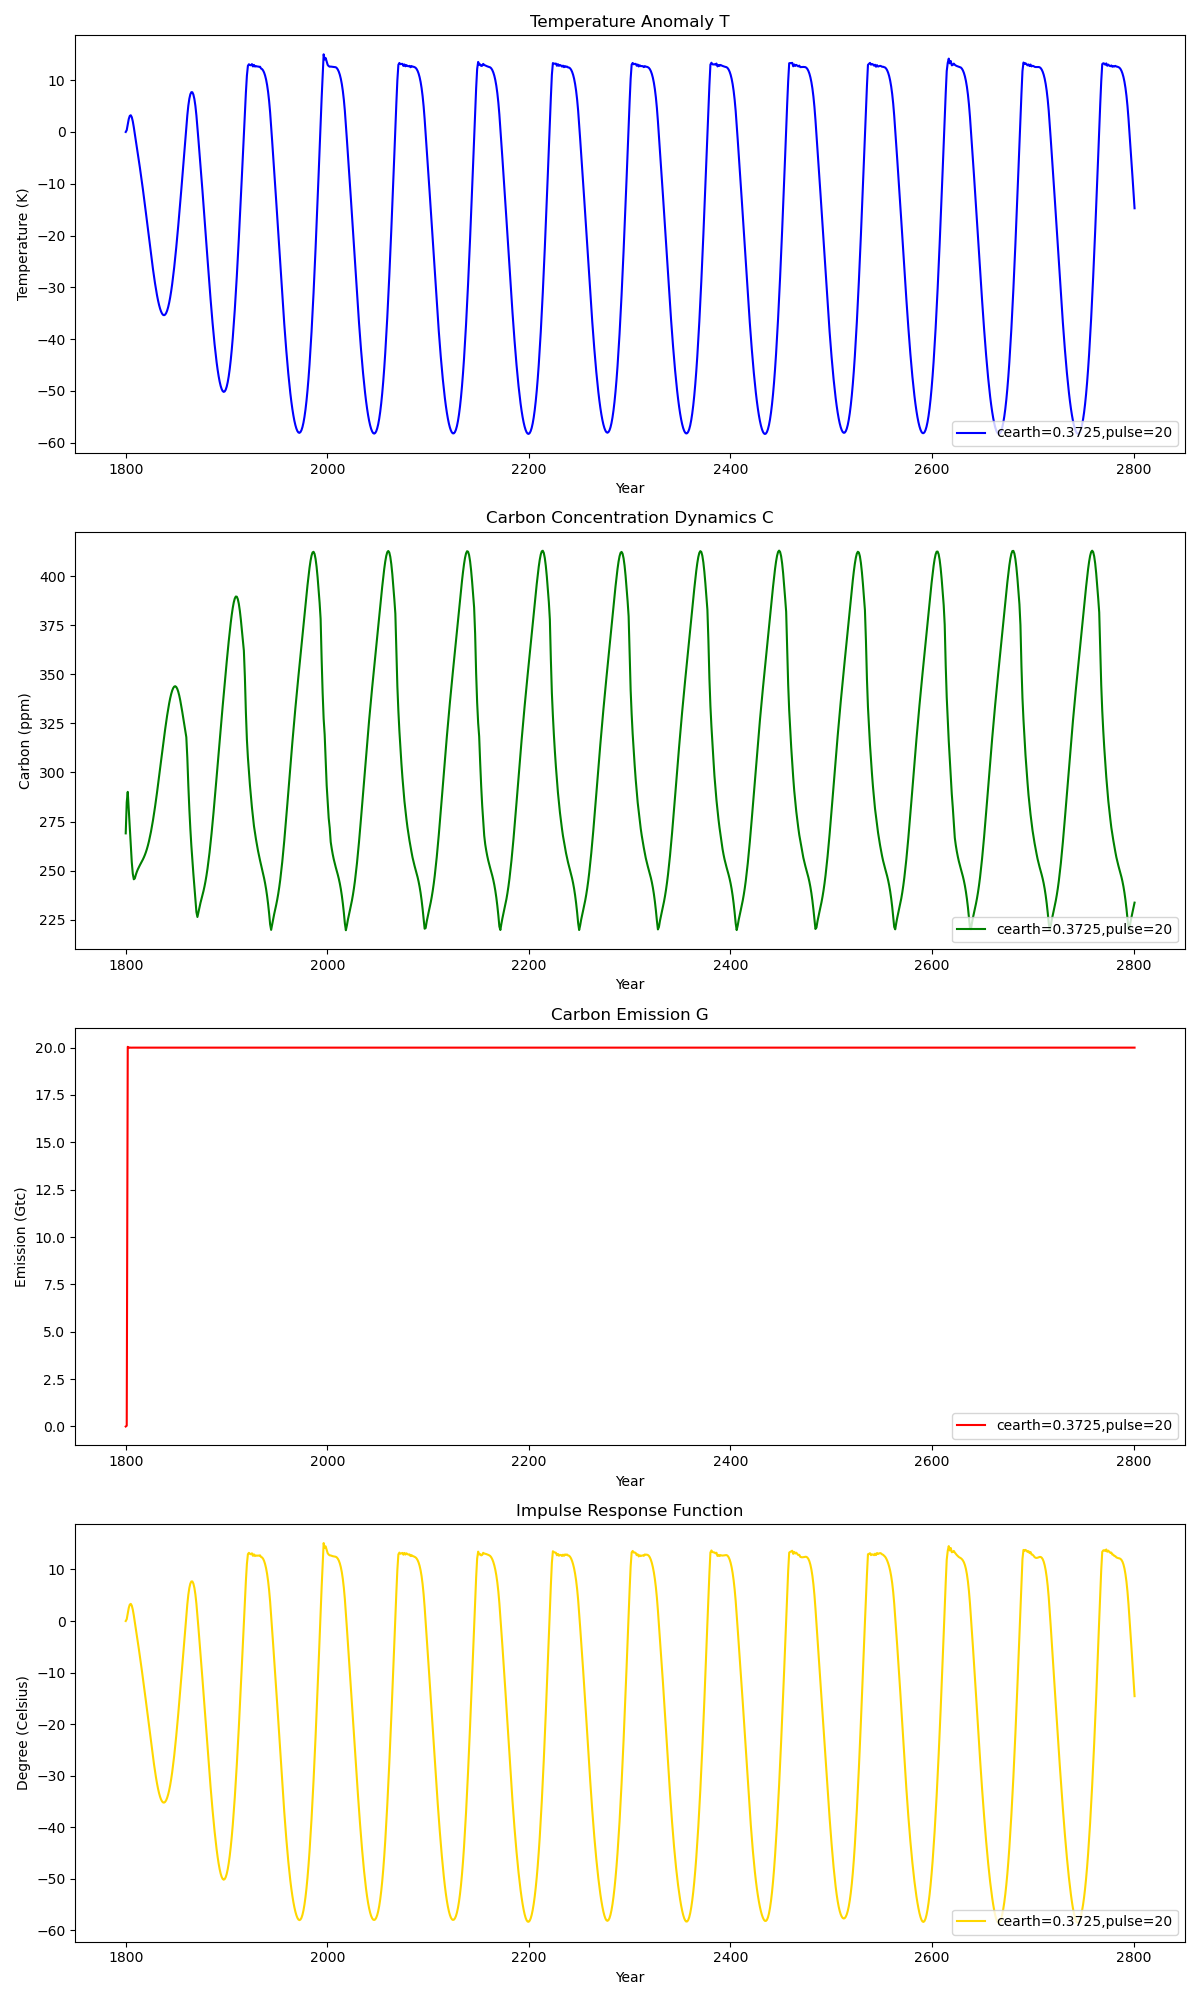 Temperature Anomaly T
Temperature (K)
10
0
−10
−20
−30
−40
−50
−60
cearth=0.3725,pulse=20
1800 2000 2200 2400 2600 2800
Year
Carbon Concentration Dynamics C
Carbon (ppm)
400
375
350
325
300
275
250
225
cearth=0.3725,pulse=20
1800 2000 2200 2400 2600 2800
Year
Carbon Emission G
Emission (Gtc)
20.0
17.5
15.0
12.5
10.0
7.5
5.0
2.5
0.0
cearth=0.3725,pulse=20
1800 2000 2200 2400 2600 2800
Year
Impulse Response Function
Degree (Celsius)
10
0
−10
−20
−30
−40
−50
−60
cearth=0.3725,pulse=20
1800 2000 2200 2400 2600 2800
Year